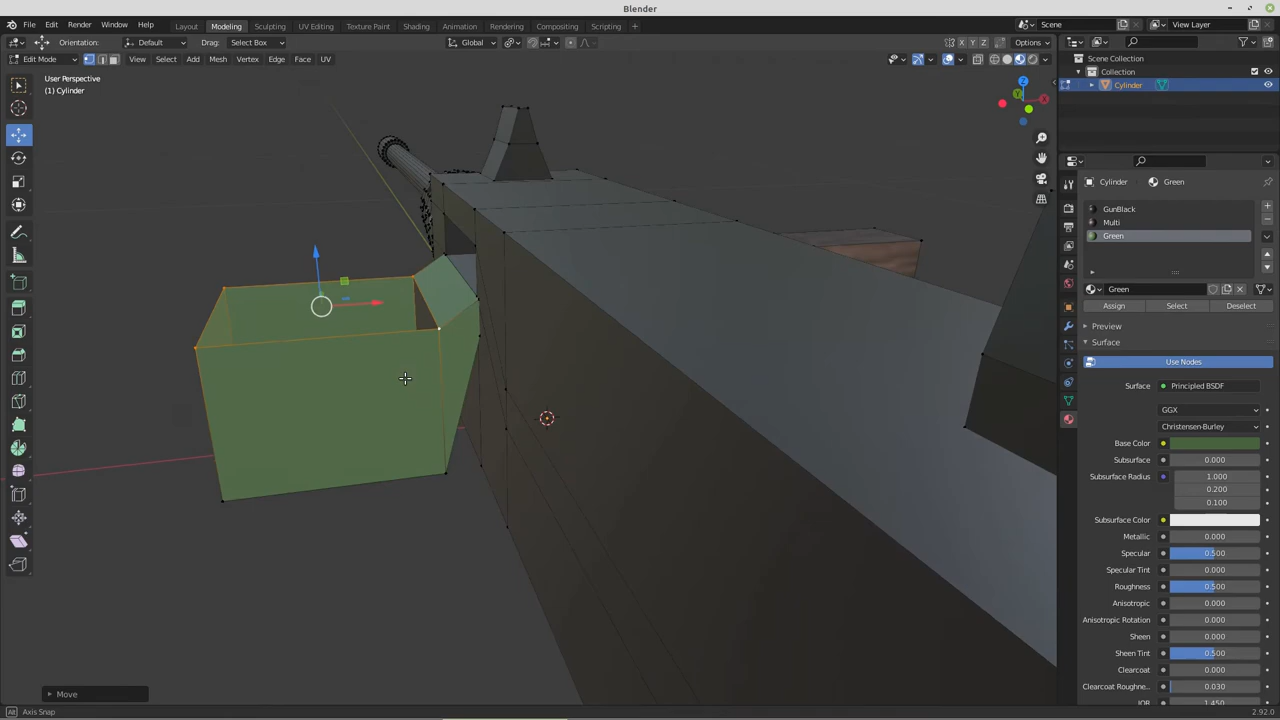 Blender
File Edit Render Window Help Layout Modeling Sculpting UV Editing Texture Paint Shading Animation Rendering Compositing Scripting + Scene View Layer
Orientation: Default Drag: Select Box Global X Y Z Options
Edit Mode View Select Add Mesh Vertex Edge Face UV
User Perspective
(1) Cylinder
Z
X
Y
Scene Collection
Collection
Cylinder
Cylinder Green
GunBlack
Multi
Green
Green
Assign Select Deselect
Preview
Surface
Use Nodes
Surface Principled BSDF
GGX
Christensen-Burley
Base Color
Subsurface 0.000
Subsurface Radius 1.000
0.200
0.100
Subsurface Color
Metallic 0.000
Specular 0.500
Specular Tint 0.000
Roughness 0.500
Anisotropic 0.000
Anisotropic Rotation 0.000
Sheen 0.000
Sheen Tint 0.500
Clearcoat 0.000
Clearcoat Roughne... 0.030
IOR 1.450
Move
Alt Axis Snap 2.92.0